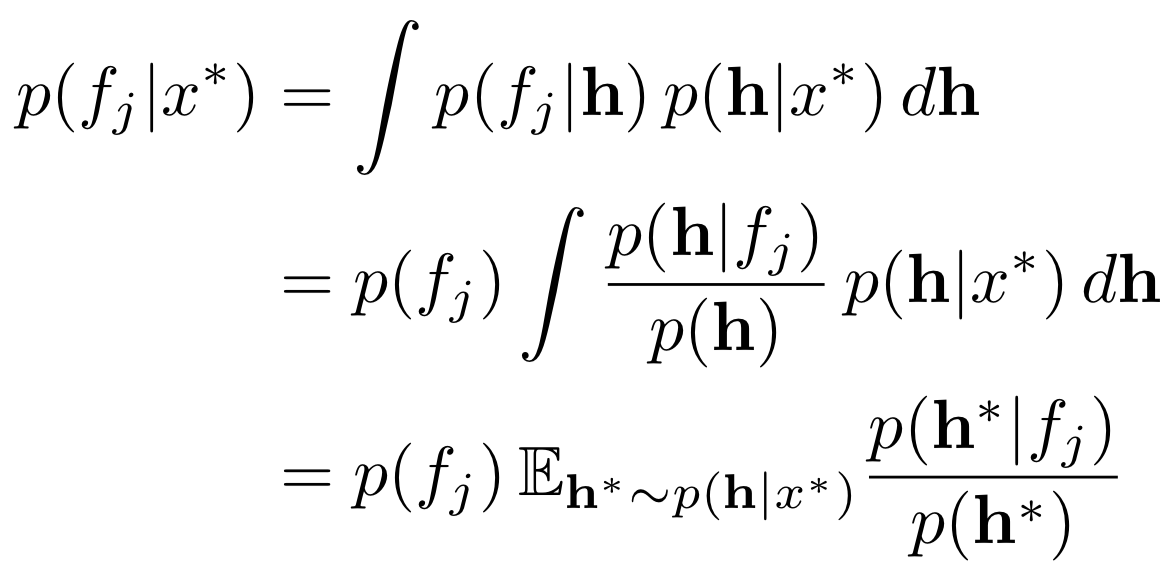 p(f_j|x^*) = \int p(f_j|\mathbf{h}) \, p(\mathbf{h}|x^*) \, d\mathbf{h}
= p(f_j) \int \frac{p(\mathbf{h}|f_j)}{p(\mathbf{h})} \, p(\mathbf{h}|x^*) \, d\mathbf{h}
= p(f_j) \, \mathbb{E}_{\mathbf{h}^* \sim p(\mathbf{h}|x^*)} \frac{p(\mathbf{h}^*|f_j)}{p(\mathbf{h}^*)}